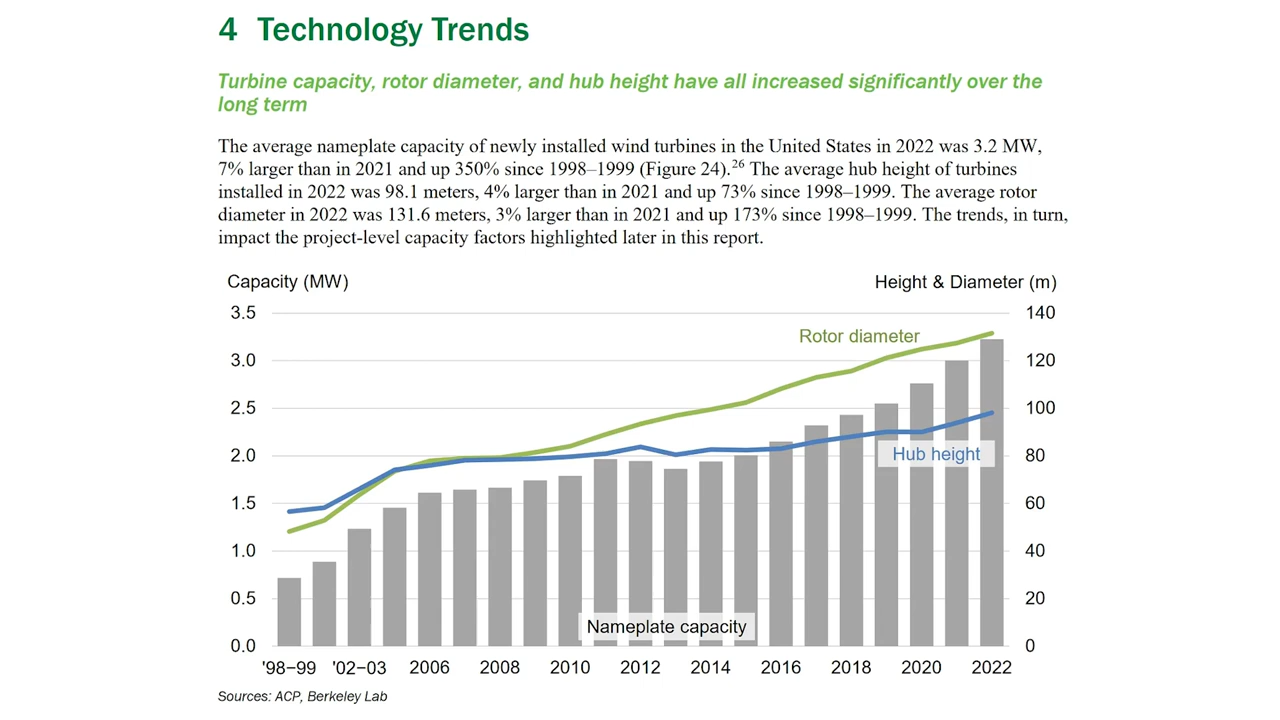 4 Technology Trends
Turbine capacity, rotor diameter, and hub height have all increased significantly over the
long term
The average nameplate capacity of newly installed wind turbines in the United States in 2022 was 3.2 MW,
7% larger than in 2021 and up 350% since 1998–1999 (Figure 24).26 The average hub height of turbines
installed in 2022 was 98.1 meters, 4% larger than in 2021 and up 73% since 1998–1999. The average rotor
diameter in 2022 was 131.6 meters, 3% larger than in 2021 and up 173% since 1998–1999. The trends, in turn,
impact the project-level capacity factors highlighted later in this report.
Capacity (MW) Height & Diameter (m)
3.5 140
Rotor diameter
3.0 120
2.5 100
Hub height
2.0 80
1.5 60
1.0 40
0.5 20
Nameplate capacity
0.0 0
'98−99 '02−03 2006 2008 2010 2012 2014 2016 2018 2020 2022
Sources: ACP, Berkeley Lab